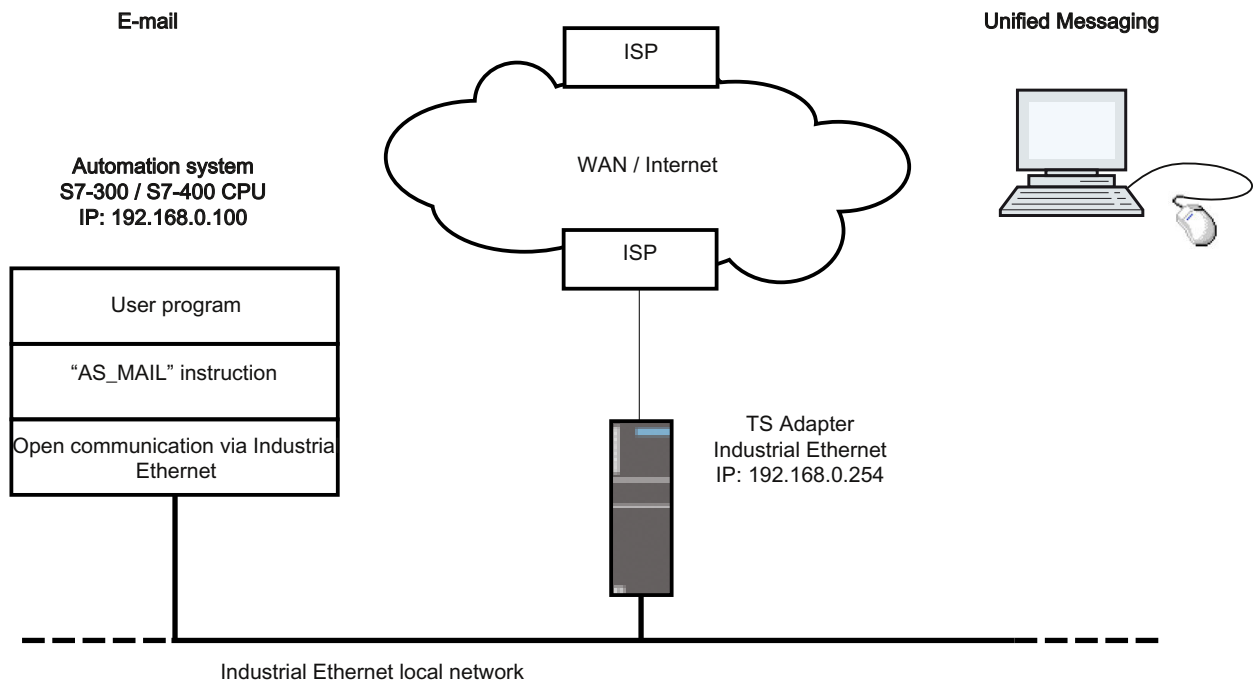 E-mail
Unified Messaging
ISP
WAN / Internet
ISP
Automation system
S7-300 / S7-400 CPU
IP: 192.168.0.100
User program
“AS_MAIL” instruction
Open communication via Industria
Ethernet
TS Adapter
Industrial Ethernet
IP: 192.168.0.254
Industrial Ethernet local network